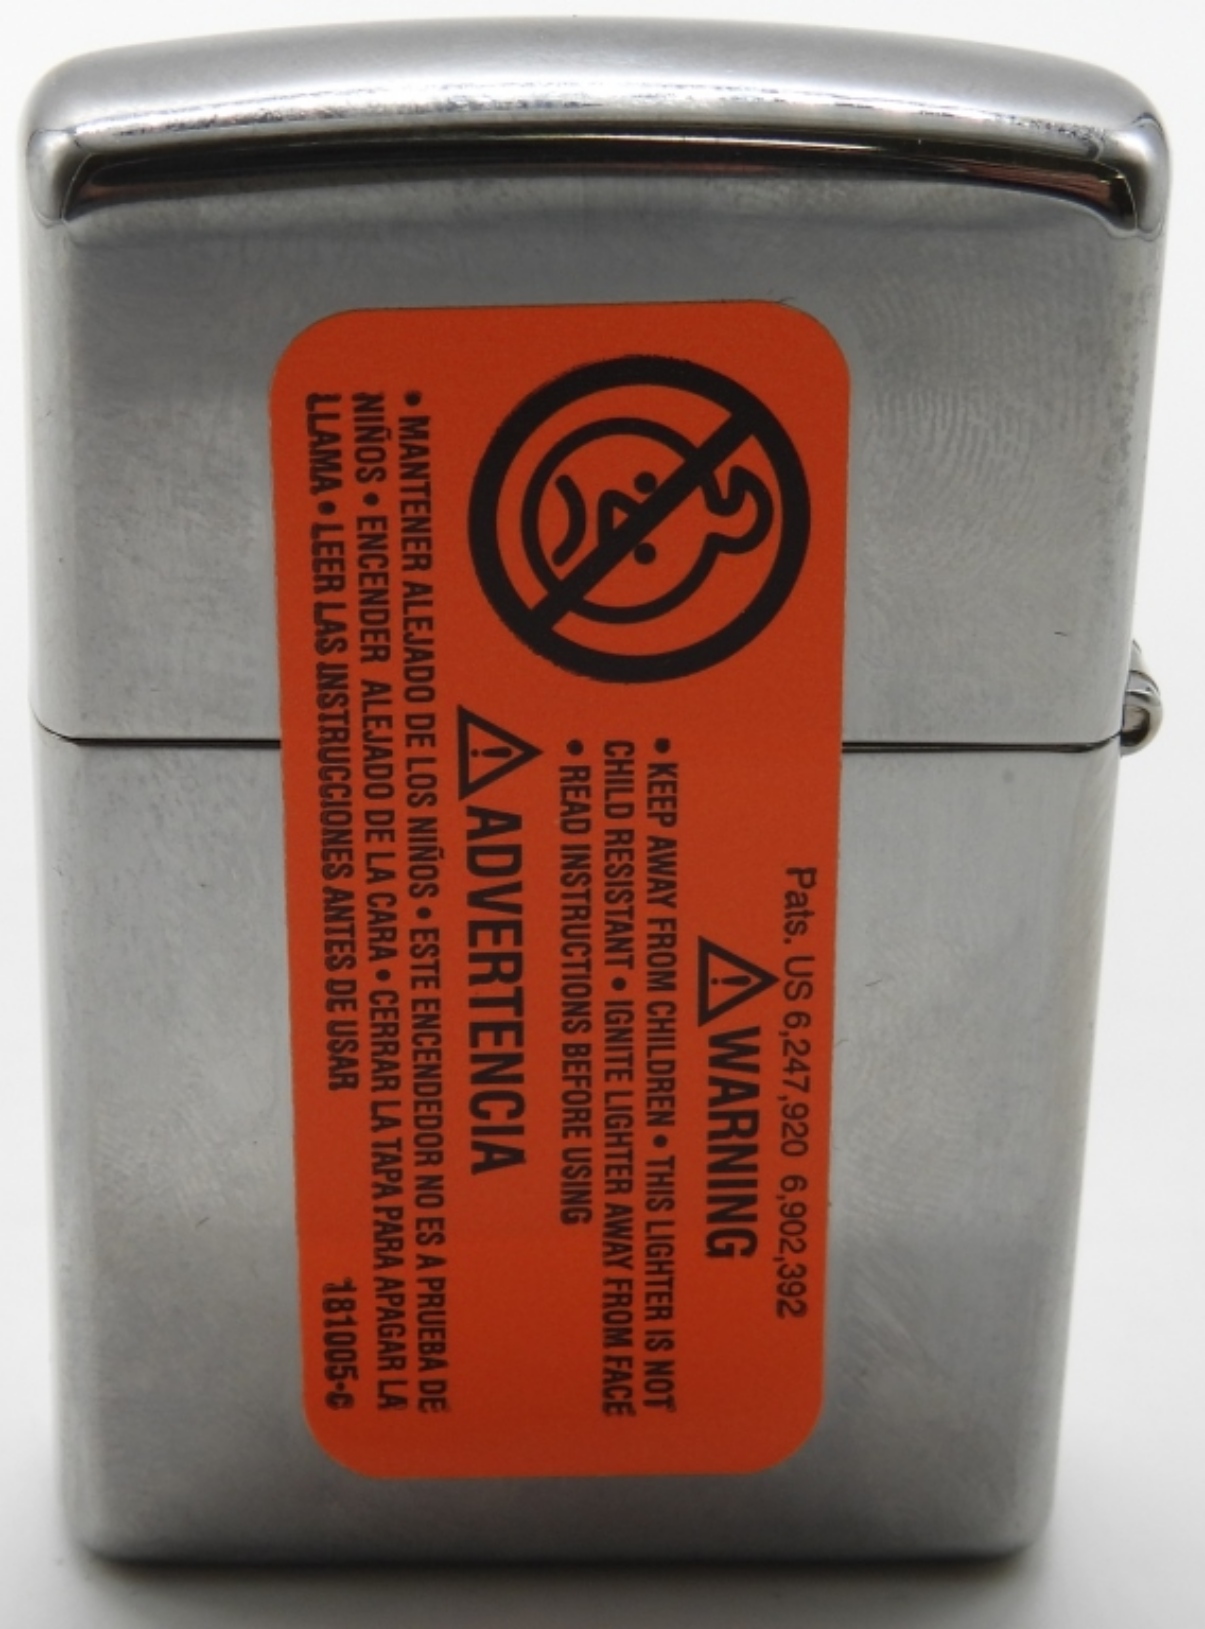 Pats. US 6,247,920 6,902,392
WARNING
• KEEP AWAY FROM CHILDREN • THIS LIGHTER IS NOT
CHILD RESISTANT • IGNITE LIGHTER AWAY FROM FACE
• READ INSTRUCTIONS BEFORE USING
ADVERTENCIA
• MANTENER ALEJADO DE LOS NIÑOS • ESTE ENCENDEDOR NO ES A PRUEBA DE
NIÑOS • ENCENDER ALEJADO DE LA CARA • CERRAR LA TAPA PARA APAGAR LA
LLAMA • LEER LAS INSTRUCCIONES ANTES DE USAR
181005-C